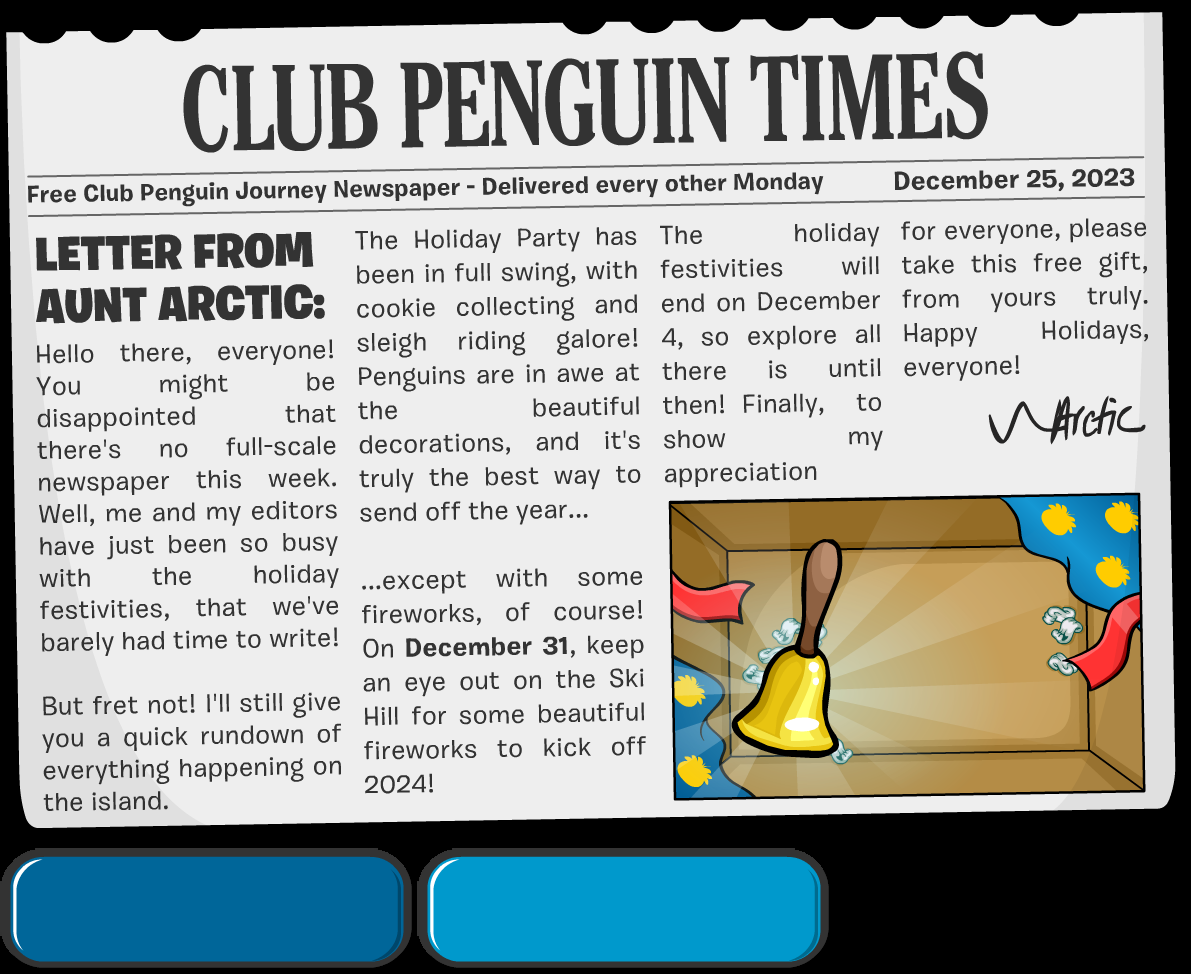 CLUB PENGUIN TIMES
Free Club Penguin Journey Newspaper - Delivered every other Monday
December 25, 2023
LETTER FROM
AUNT ARCTIC:
Hello there, everyone!
You might be
disappointed that
there's no full-scale
newspaper this week.
Well, me and my editors
have just been so busy
with the holiday
festivities, that we've
barely had time to write!
But fret not! I'll still give
you a quick rundown of
everything happening on
the island.
The Holiday Party has
been in full swing, with
cookie collecting and
sleigh riding galore!
Penguins are in awe at
the beautiful
decorations, and it's
truly the best way to
send off the year...
...except with some
fireworks, of course!
On December 31, keep
an eye out on the Ski
Hill for some beautiful
fireworks to kick off
2024!
The holiday
festivities will
end on December
4, so explore all
there is until
then! Finally, to
show my
appreciation
for everyone, please
take this free gift,
from yours truly.
Happy Holidays,
everyone!
Arctic